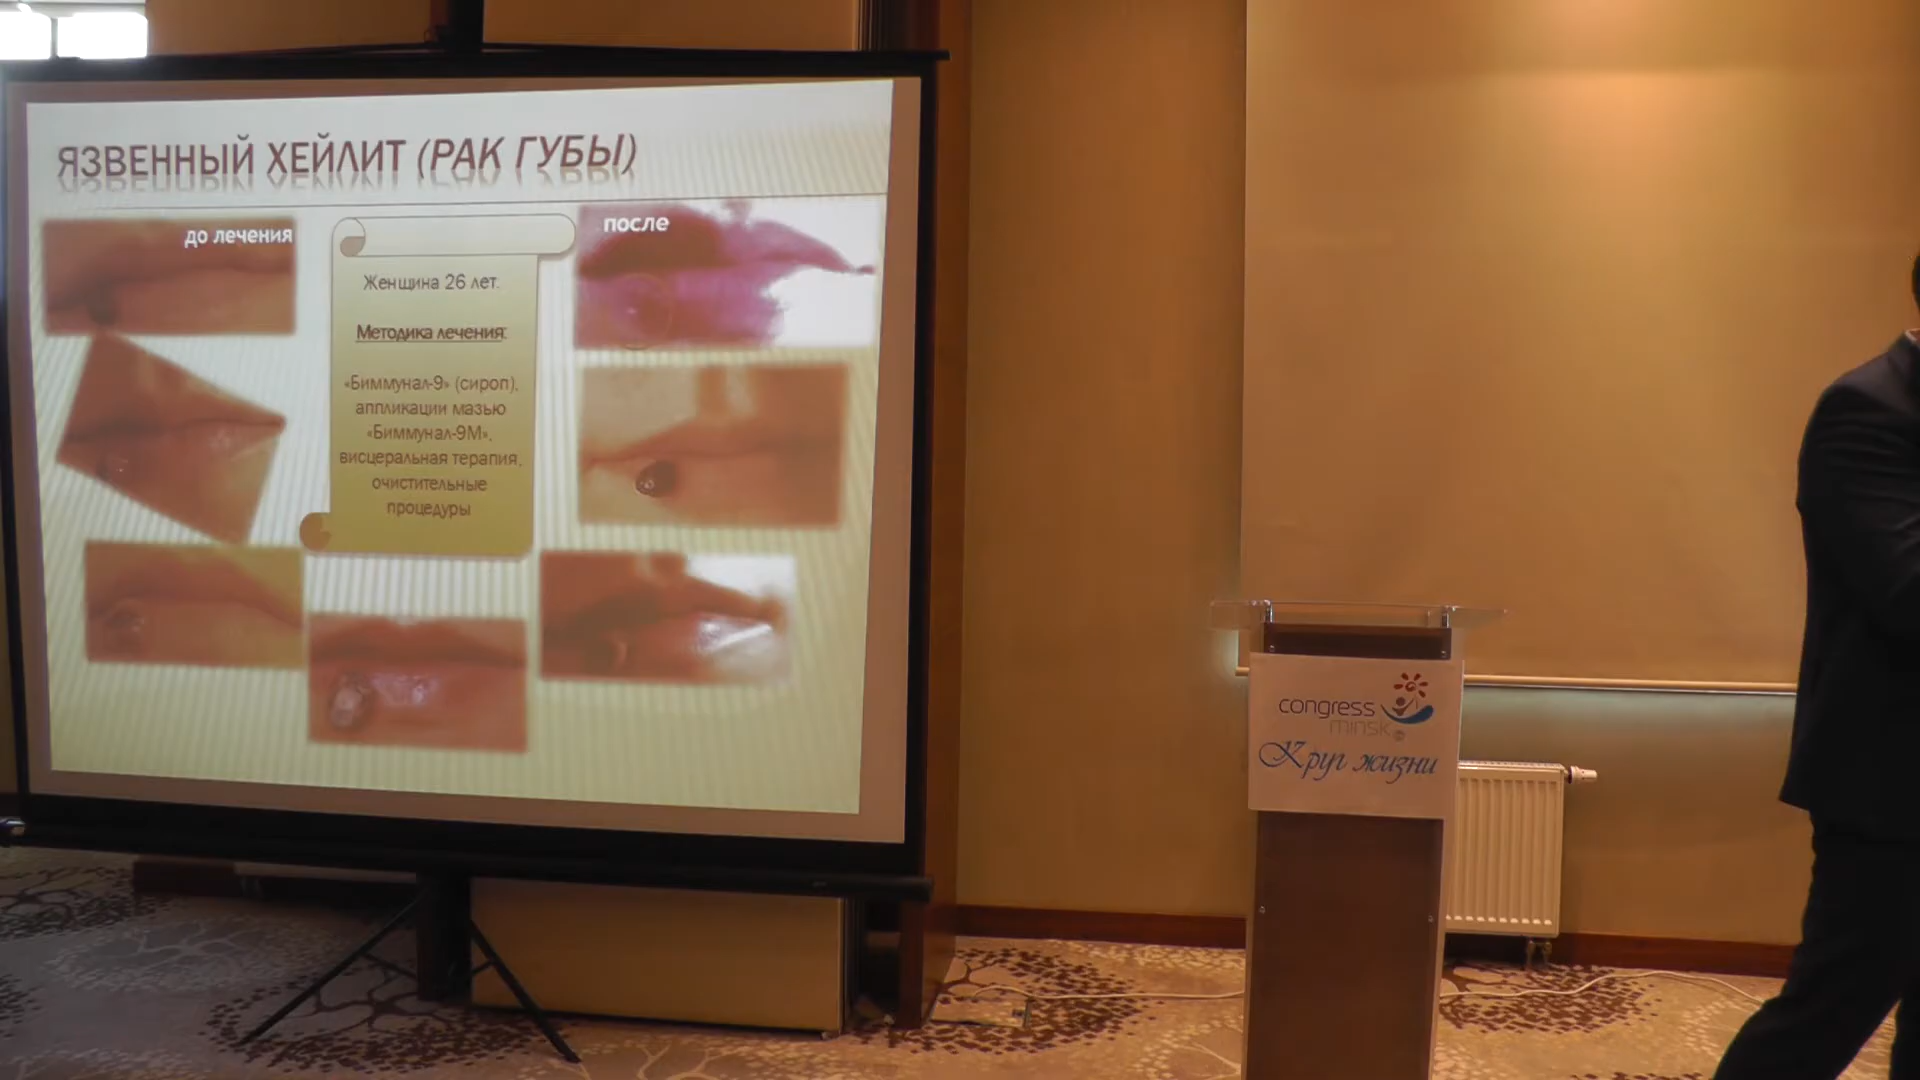 ЯЗВЕННЫЙ ХЕЙЛИТ (РАК ГУБЫ)
до лечения
после
Женщина 26 лет.
Методика лечения:
«Биммунал-9» (сироп),
аппликации мазью
«Биммунал-9М»,
висцеральная терапия,
очистительные
процедуры
congress
minsk
Круг жизни